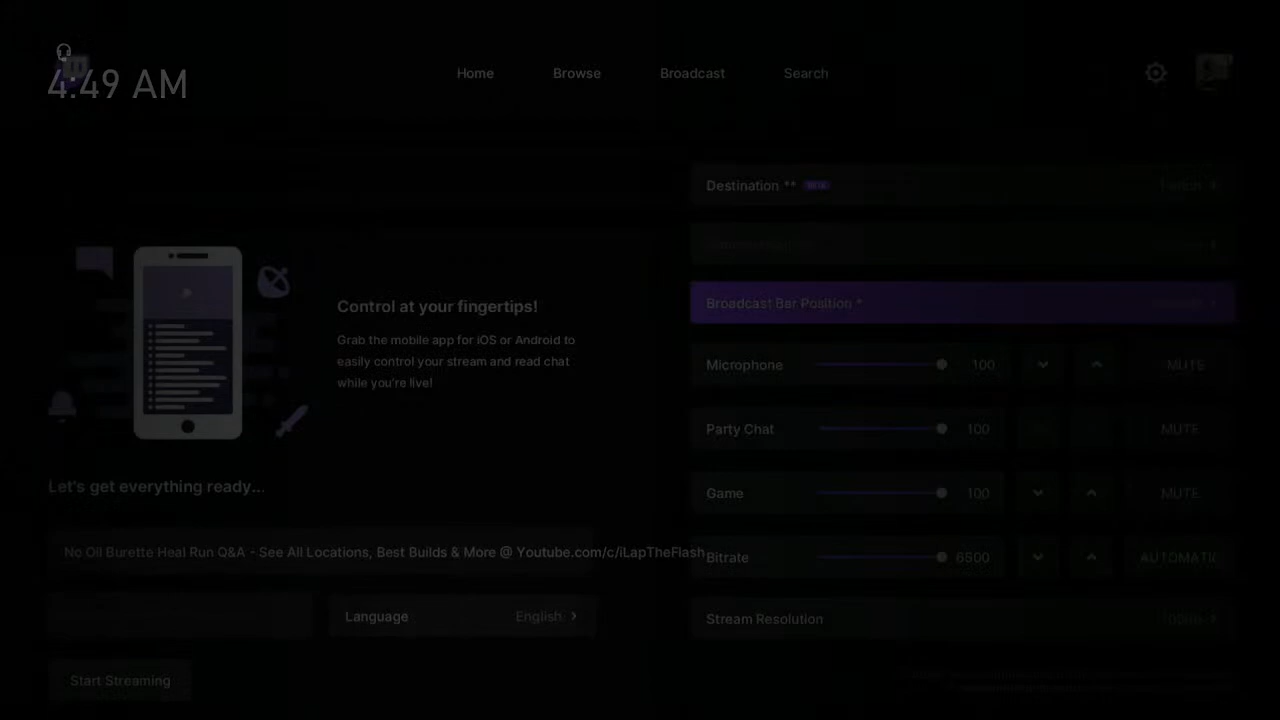 4:49 AM
Home
Browse
Broadcast
Search
Destination **
BETA
Broadcast Bar Position *
Control at your fingertips!
Grab the mobile app for iOS or Android to
easily control your stream and read chat
while you're live!
Microphone
100
MUTE
Party Chat
100
MUTE
Game
100
MUTE
Bitrate
6500
AUTOMATIC
Stream Resolution
Let's get everything ready...
No Oil Burette Heal Run Q&A - See All Locations, Best Builds & More @ Youtube.com/c/iLapTheFlash
Language
English
Start Streaming